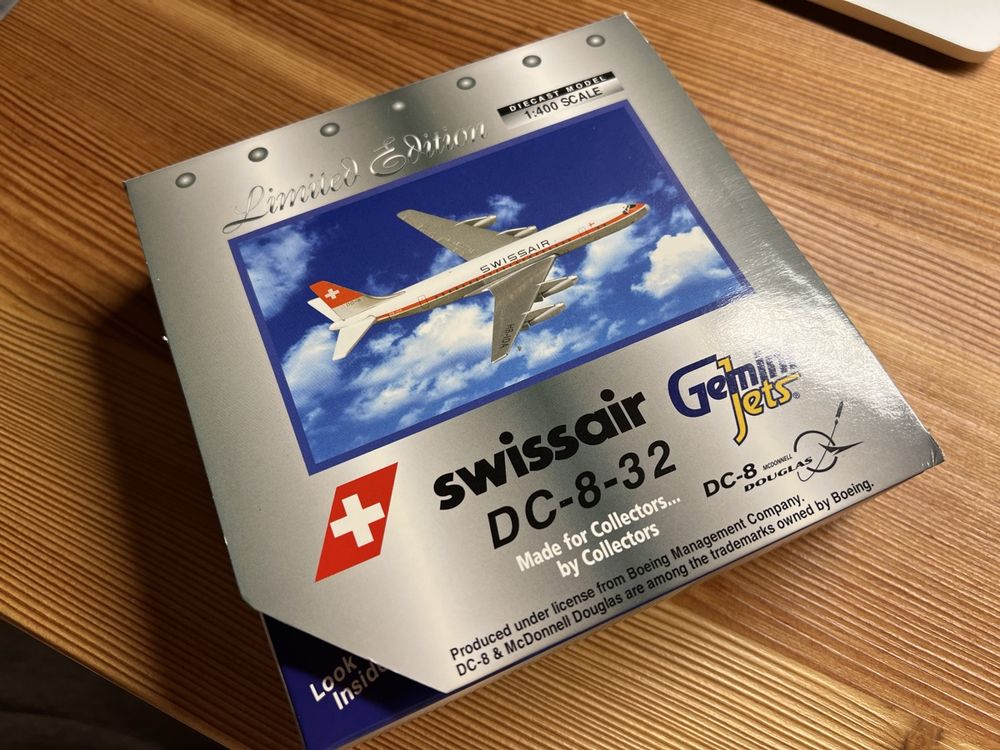 DIECAST MODEL
1:400 SCALE
Limited Edition
SWISSAIR
swissair
DC-8-32
Gemini
Jets®
Made for Collectors...
by Collectors
DC-8
MCDONNELL
DOUGLAS
Produced under license from Boeing Management Company.
DC-8 & McDonnell Douglas are among the trademarks owned by Boeing.
Look
Inside